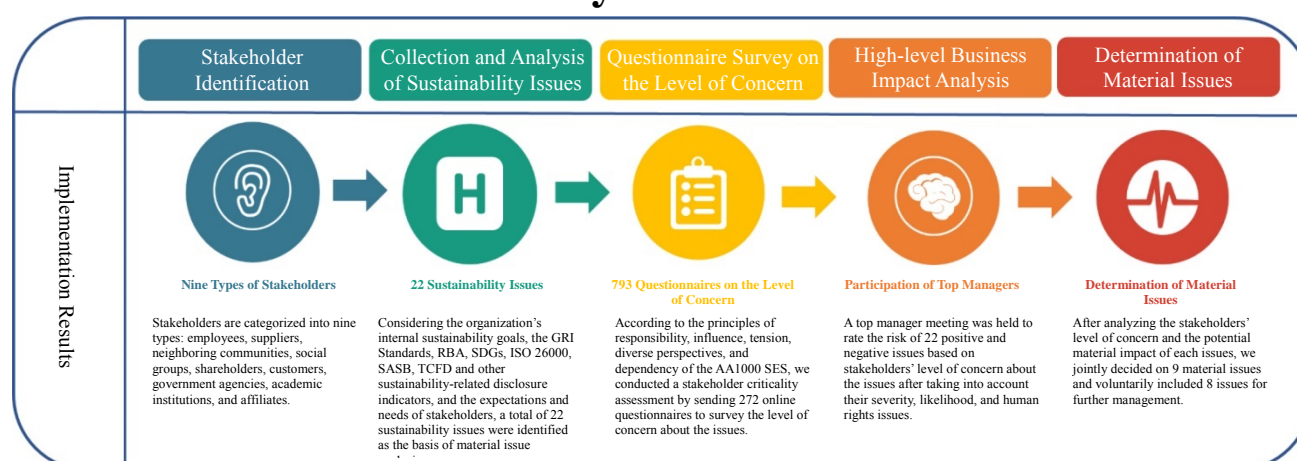 Stakeholder
Identification
Collection and Analysis
of Sustainability Issues
Questionnaire Survey on
the Level of Concern
High-level Business
Impact Analysis
Determination of
Material Issues
Implementation Results
H
Nine Types of Stakeholders
Stakeholders are categorized into nine
types: employees, suppliers,
neighboring communities, social
groups, shareholders, customers,
government agencies, academic
institutions, and affiliates.
22 Sustainability Issues
Considering the organization's
internal sustainability goals, the GRI
Standards, RBA, SDGs, ISO 26000,
SASB, TCFD and other
sustainability-related disclosure
indicators, and the expectations and
needs of stakeholders, a total of 22
sustainability issues were identified
as the basis of material issue
793 Questionnaires on the Level
of Concern
According to the principles of
responsibility, influence, tension,
diverse perspectives, and
dependency of the AA1000 SES, we
conducted a stakeholder criticality
assessment by sending 272 online
questionnaires to survey the level of
concern about the issues.
Participation of Top Managers
A top manager meeting was held to
rate the risk of 22 positive and
negative issues based on
stakeholders' level of concern about
the issues after taking into account
their severity, likelihood, and human
rights issues.
Determination of Material
Issues
After analyzing the stakeholders'
level of concern and the potential
material impact of each issues, we
jointly decided on 9 material issues
and voluntarily included 8 issues for
further management.